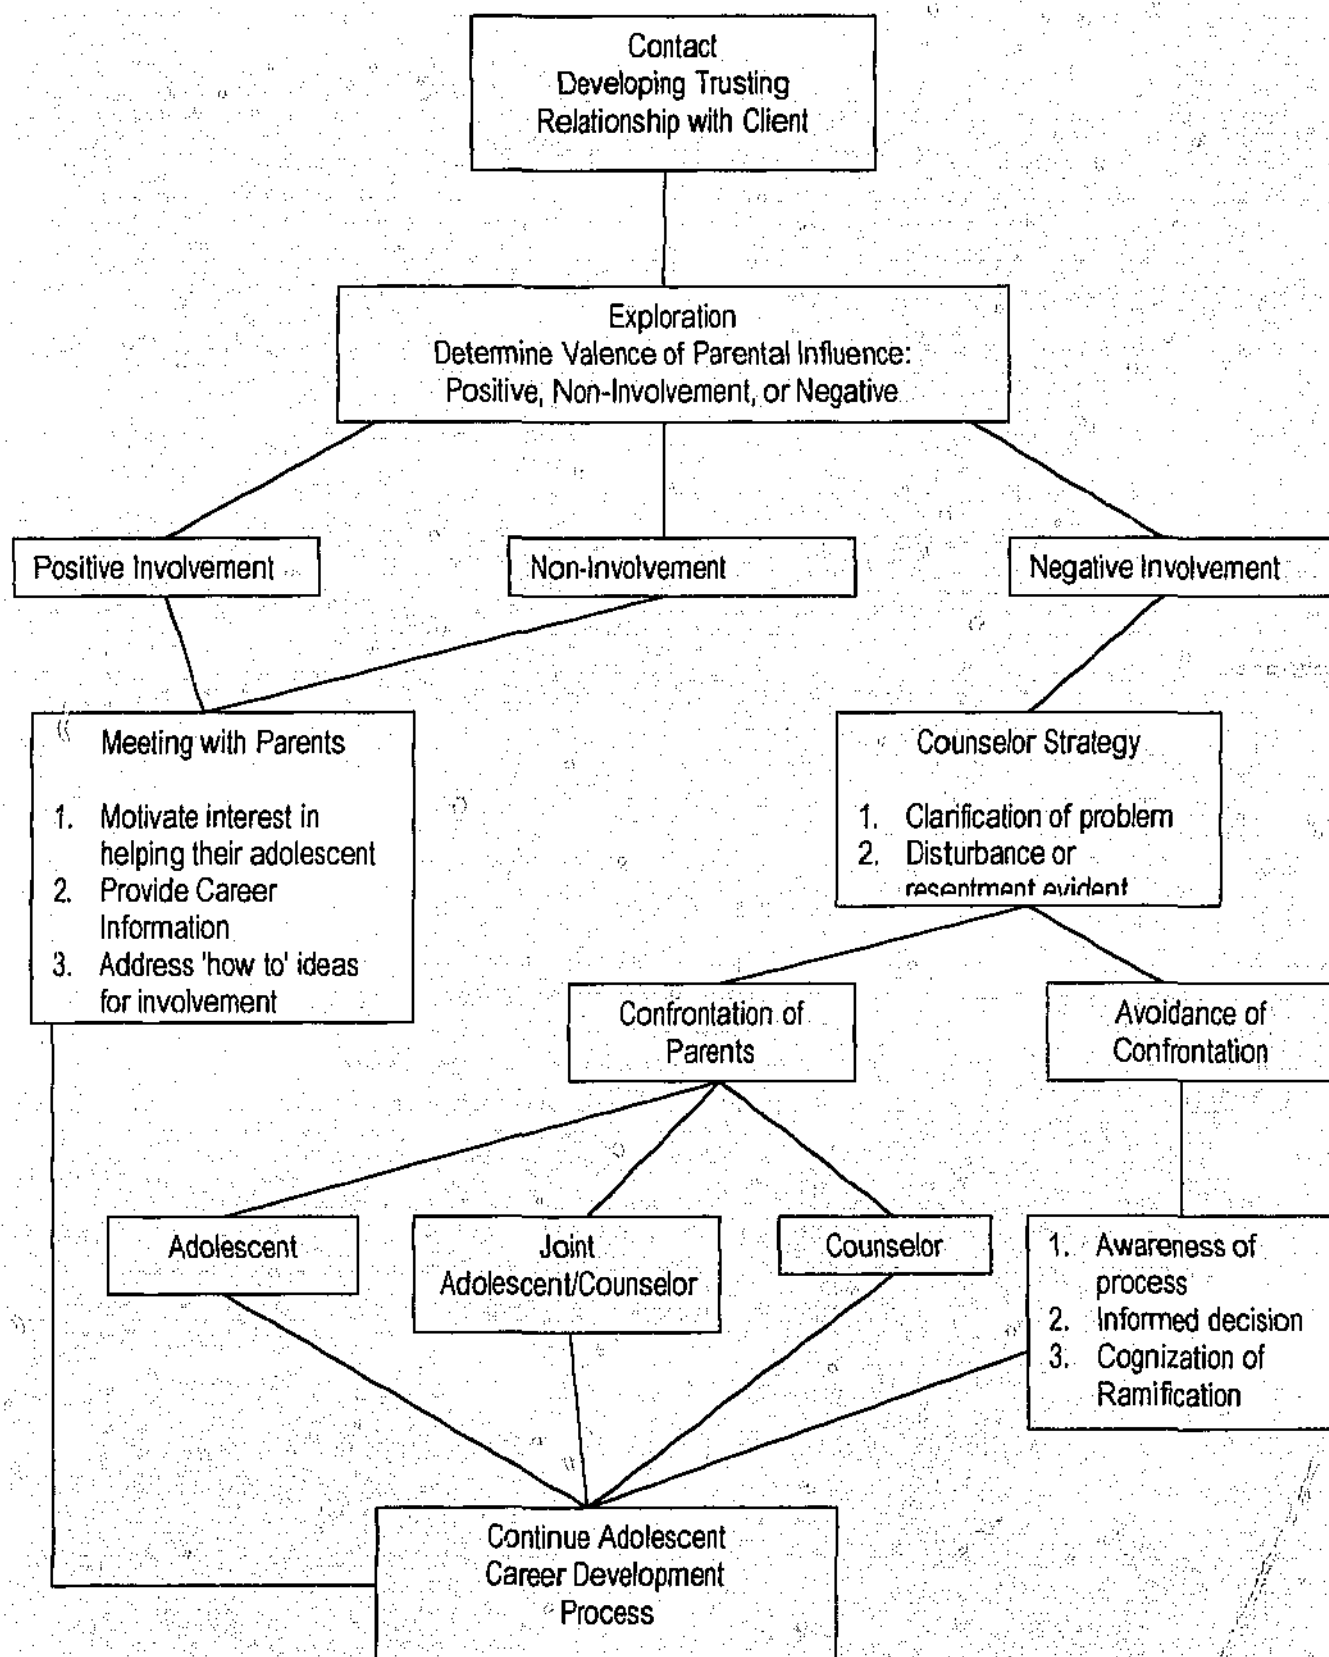 Contact
Developing Trusting
Relationship with Client
Exploration
Determine Valence of Parental Influence:
Positive, Non-Involvement, or Negative
Positive Involvement
Non-Involvement
Negative Involvement
Meeting with Parents
1. Motivate interest in
helping their adolescent
2. Provide Career
Information
3. Address 'how to' ideas
for involvement
Counselor Strategy
1. Clarification of problem
2. Disturbance or
resentment evident
Confrontation of
Parents
Avoidance of
Confrontation
Adolescent
Joint
Adolescent/Counselor
Counselor
1. Awareness of
process
2. Informed decision
3. Cognization of
Ramification
Continue Adolescent
Career Development
Process